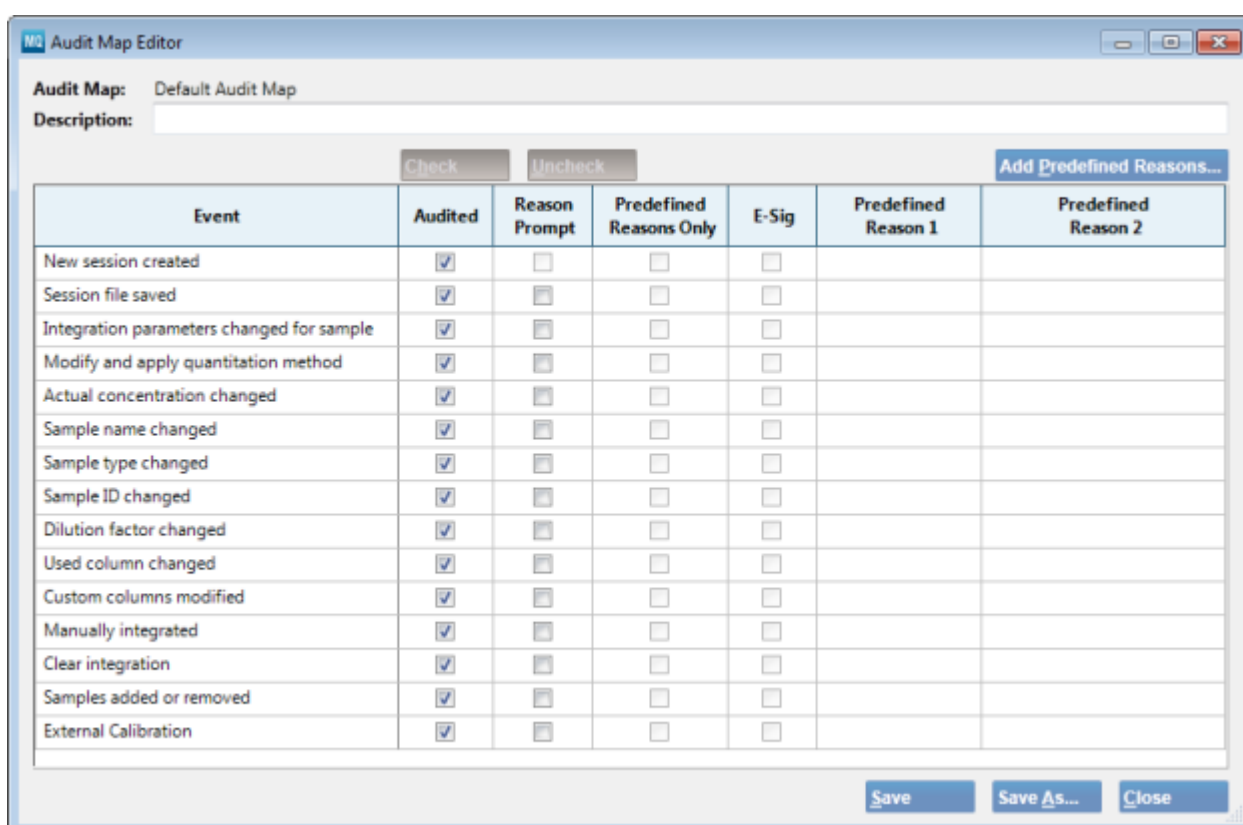 MQ Audit Map Editor
Audit Map: Default Audit Map
Description:
Check Uncheck Add Predefined Reasons...
Event Audited Reason Prompt Predefined Reasons Only E-Sig Predefined Reason 1 Predefined Reason 2
New session created
Session file saved
Integration parameters changed for sample
Modify and apply quantitation method
Actual concentration changed
Sample name changed
Sample type changed
Sample ID changed
Dilution factor changed
Used column changed
Custom columns modified
Manually integrated
Clear integration
Samples added or removed
External Calibration
Save Save As... Close